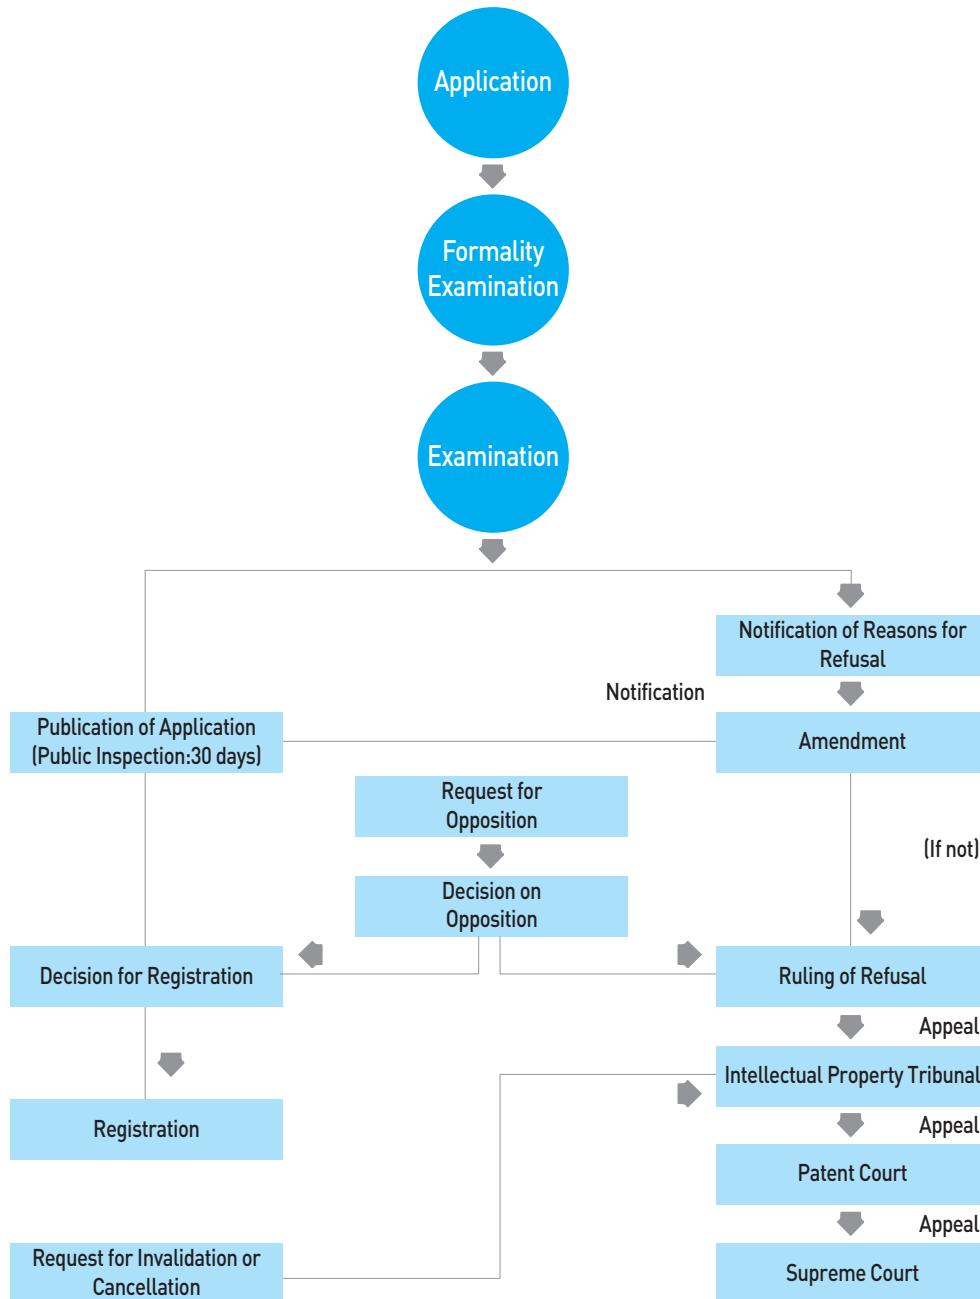 Application
Formality
Examination
Examination
Notification of Reasons for
Refusal
Notification
Publication of Application
(Public Inspection:30 days)
Amendment
Request for
Opposition
(If not)
Decision on
Opposition
Decision for Registration
Ruling of Refusal
Appeal
Intellectual Property Tribunal
Registration
Appeal
Patent Court
Appeal
Request for Invalidation or
Cancellation
Supreme Court